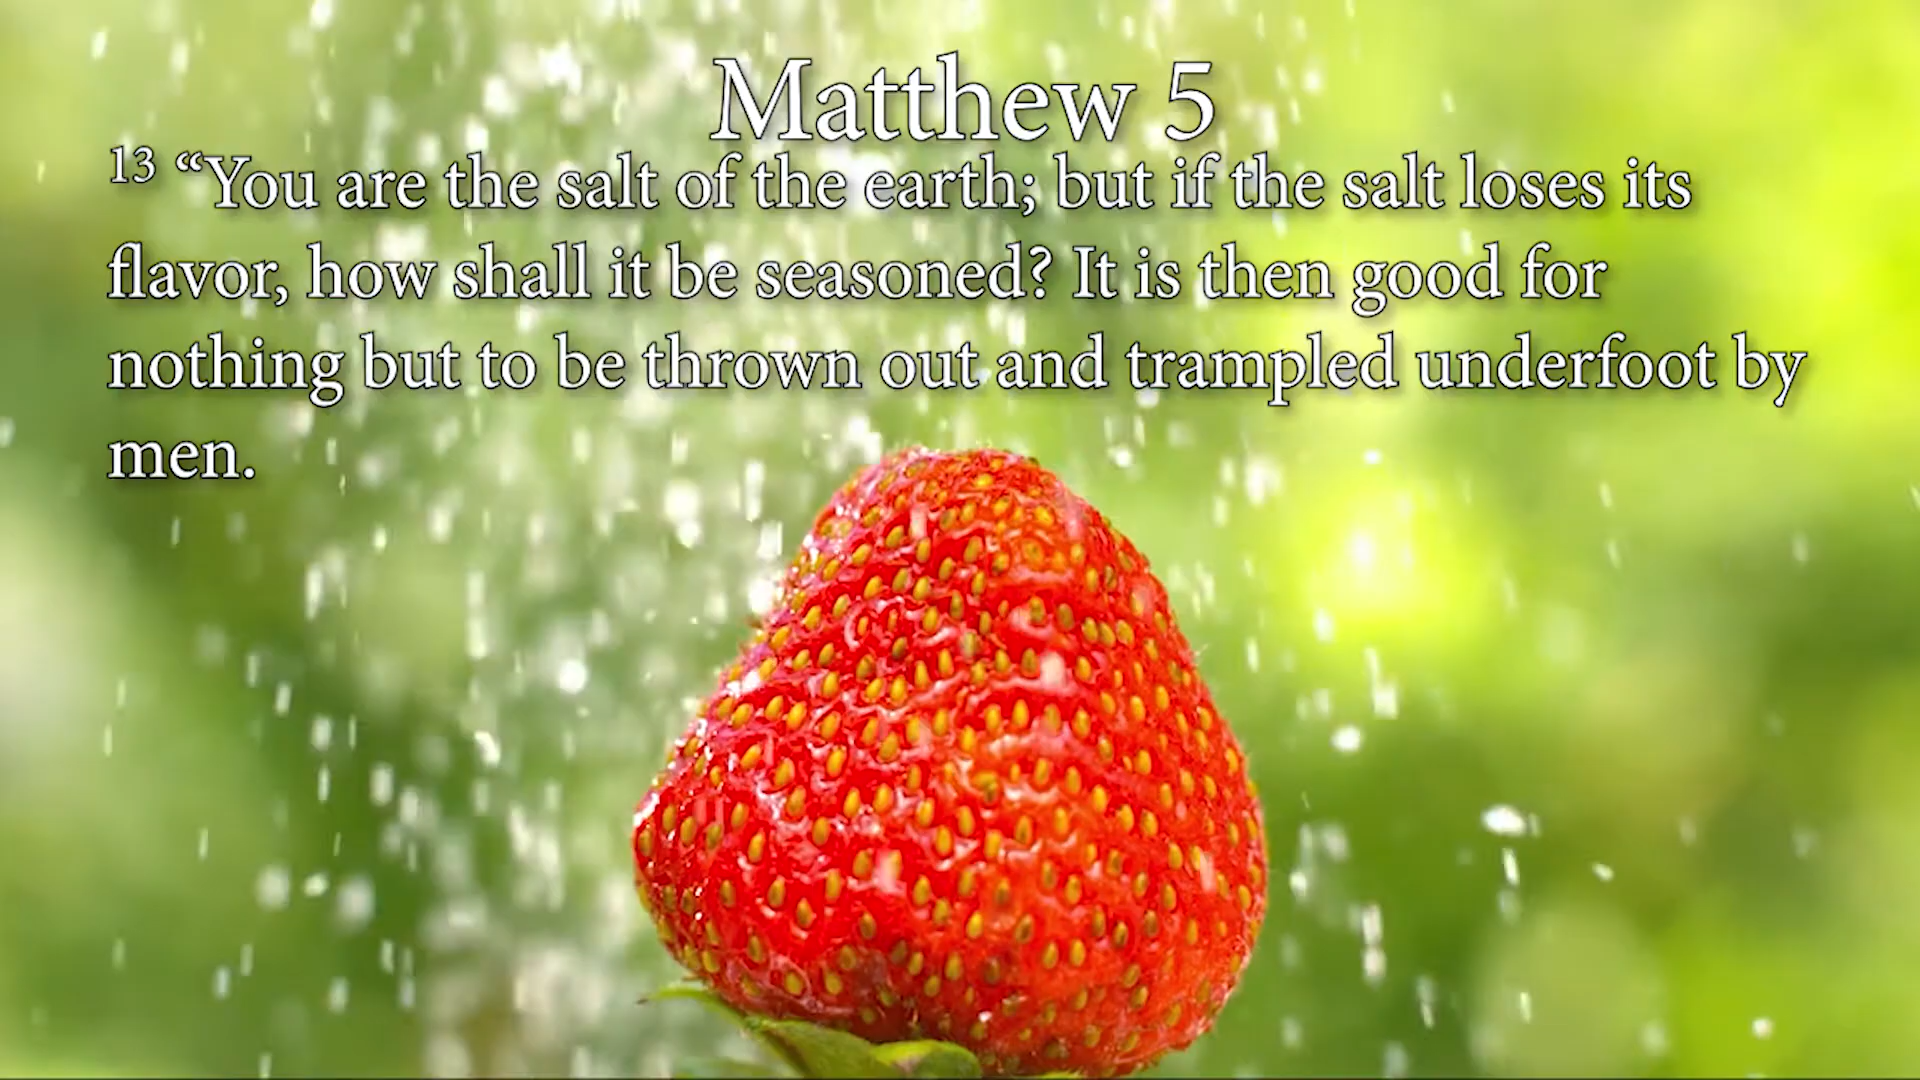 Matthew 5
13 “You are the salt of the earth; but if the salt loses its
flavor, how shall it be seasoned? It is then good for
nothing but to be thrown out and trampled underfoot by
men.